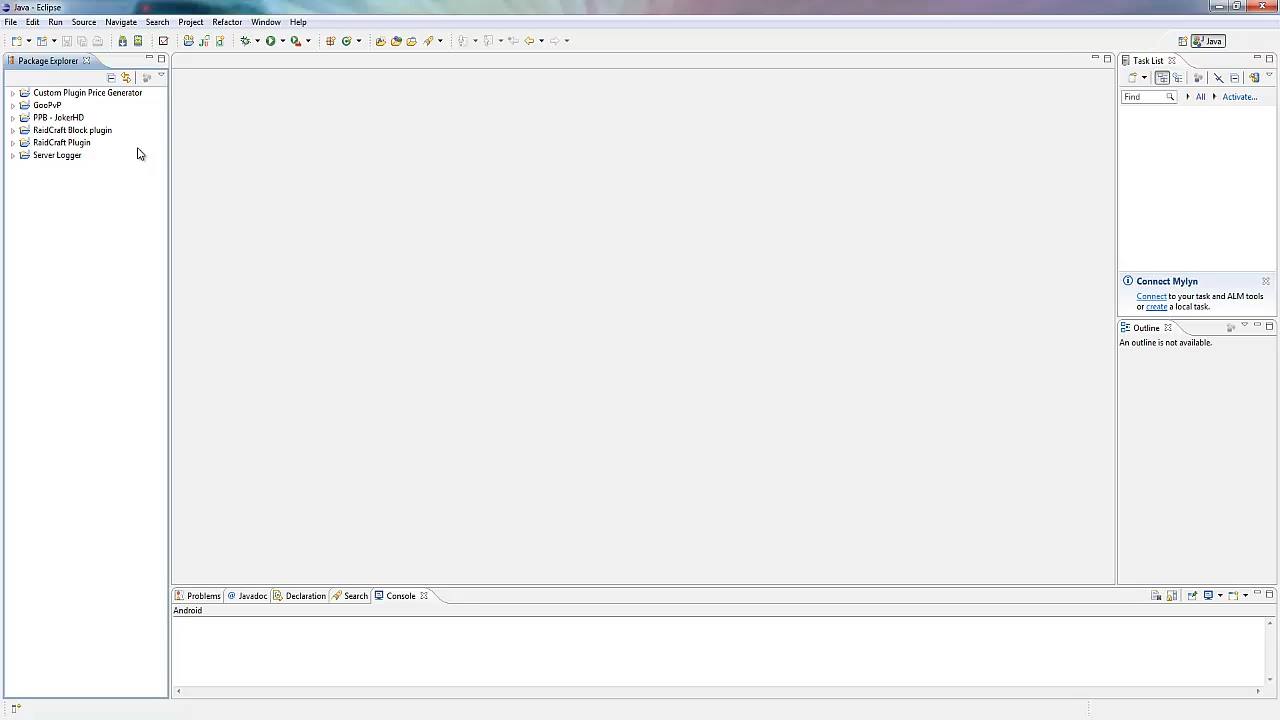 Java - Eclipse
File Edit Run Source Navigate Search Project Refactor Window Help
Java
Package Explorer
Custom Plugin Price Generator
GooPvP
PPB - JokerHD
RaidCraft Block plugin
RaidCraft Plugin
Server Logger
Task List
Find All Activate...
Connect Mylyn
Connect to your task and ALM tools
or create a local task.
Outline
An outline is not available.
Problems @ Javadoc Declaration Search Console
Android